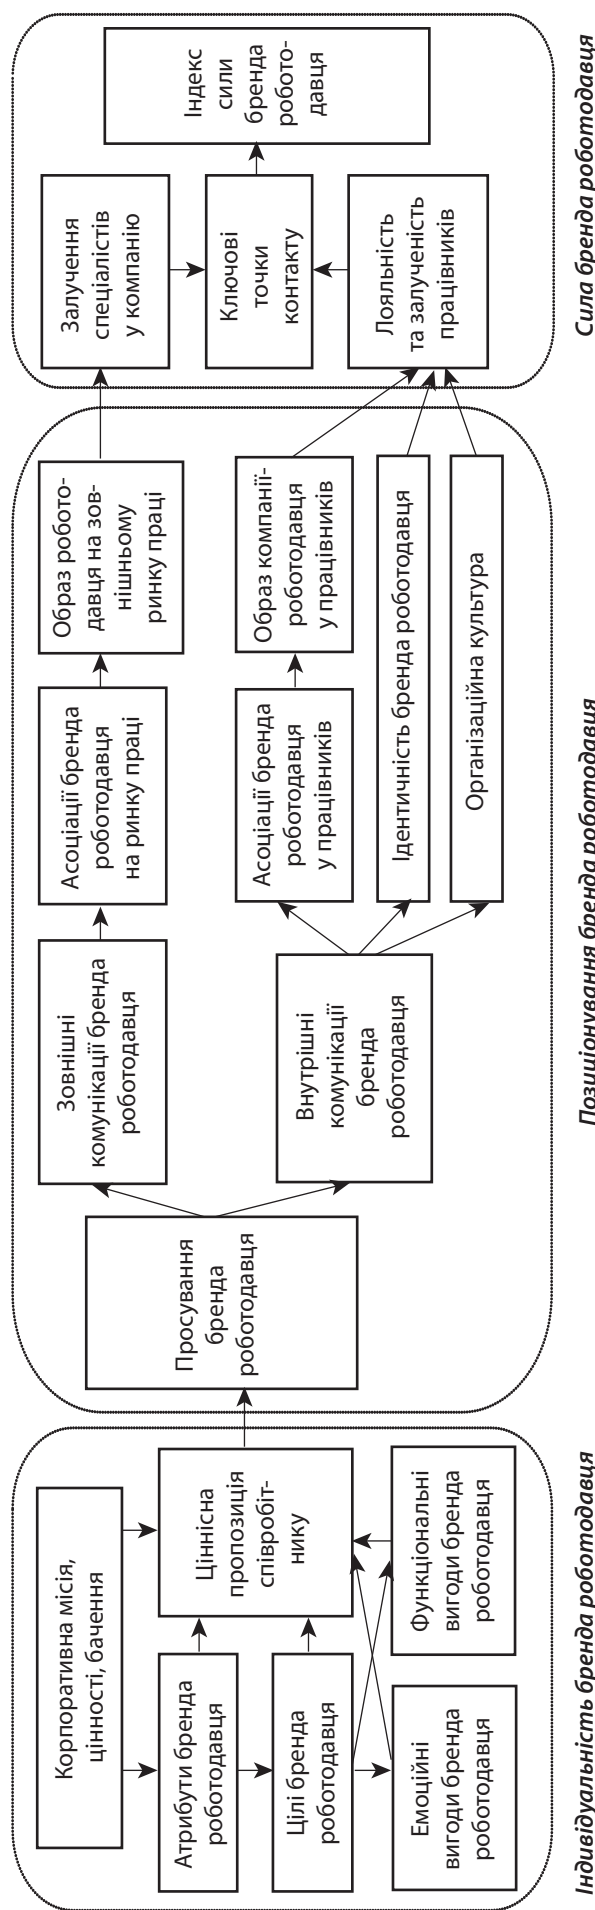 Корпоративна місія,
цінності, бачення
Атрибути бренда
роботодавця
Цілі бренда
роботодавця
Емоційні
вигоди бренда
роботодавця
Ціннісна
пропозиція
співробіт-
нику
Функціональні
вигоди бренда
роботодавця
Індивідуальність бренда роботодавця
Просування
бренда
роботодавця
Зовнішні
комунікації бренда
роботодавця
Внутрішні
комунікації
бренда
роботодавця
Асоціації бренда
роботодавця
на ринку праці
Асоціації бренда
роботодавця
у працівників
Образ робото-
давця на зов-
нішньому
ринку праці
Образ компанії-
роботодавця
у працівників
Ідентичність бренда роботодавця
Організаційна культура
Позиціонування бренда роботодавця
Залучення
спеціалістів
у компанію
Ключові
точки
контакту
Лояльність
та залученість
працівників
Індекс
сили
бренда
робото-
давця
Сила бренда роботодавця